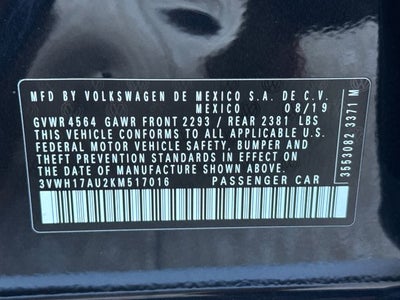 MFD BY VOLKSWAGEN DE MEXICO S.A. DE C.V.
MEXICO 08/19
GVWR 4564 GAWR FRONT 2293 / REAR 2381 LBS
THIS VEHICLE CONFORMS TO ALL APPLICABLE U.S.
FEDERAL MOTOR VEHICLE SAFETY, BUMPER AND
THEFT PREVENTION STANDARDS IN EFFECT ON
THE DATE OF MANUFACTURE SHOWN ABOVE.
3VWH17AU2KM517016 PASSENGER CAR
3553082 3371 M